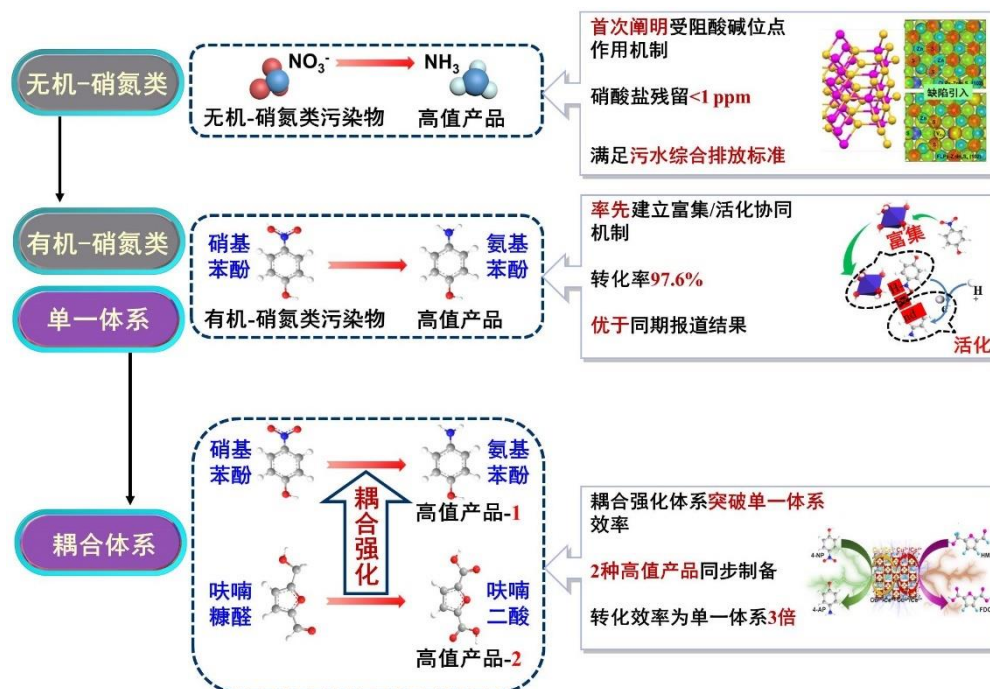 无机-硝氮类
NO₃⁻
NH₃
无机-硝氮类污染物
高值产品
首次阐明受阻酸碱位点
作用机制
硝酸盐残留<1 ppm
满足污水综合排放标准
缺陷引入
有机-硝氮类
单一体系
硝基
苯酚
氨基
苯酚
有机-硝氮类污染物
高值产品
率先建立富集/活化协同
机制
转化率97.6%
优于同期报道结果
富集
H
+
活化
耦合体系
硝基
苯酚
氨基
苯酚
高值产品-1
耦合强化
呋喃
糠醛
呋喃
二酸
高值产品-2
耦合强化体系突破单一体系
效率
2种高值产品同步制备
转化效率为单一体系3倍
4-NP
4-AP
HM
FDC